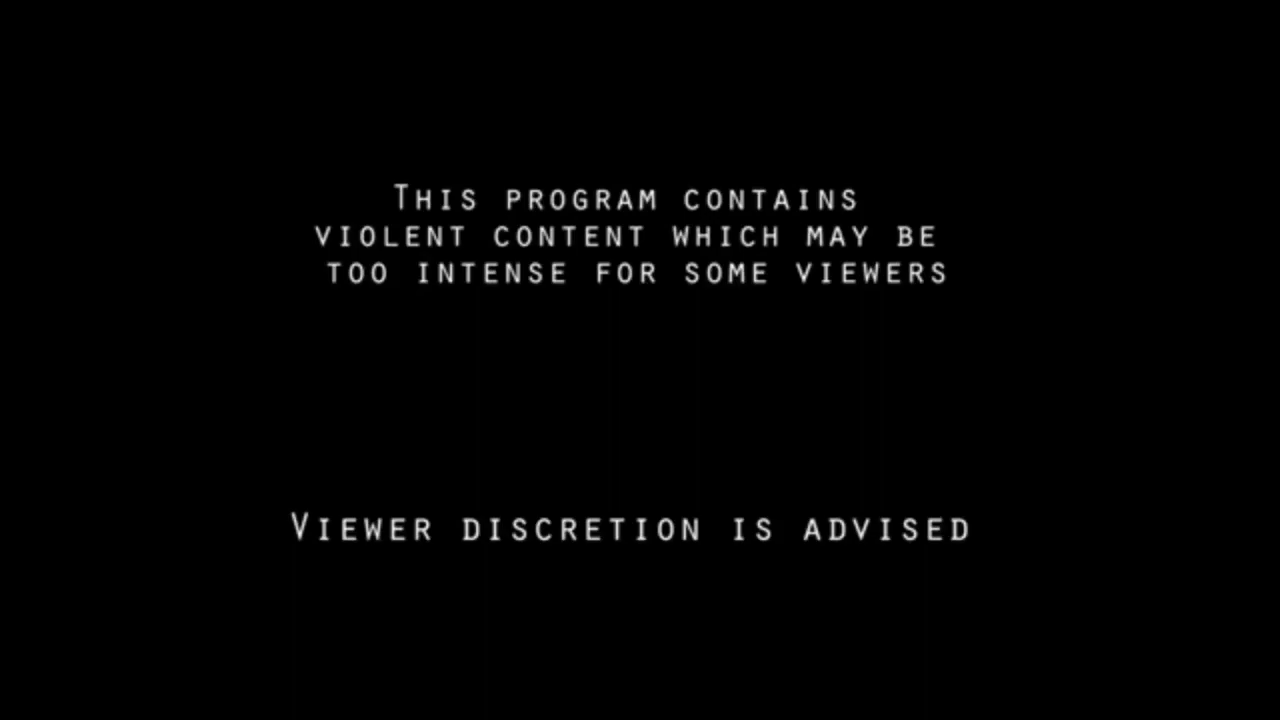 This program contains
violent content which may be
too intense for some viewers
Viewer discretion is advised